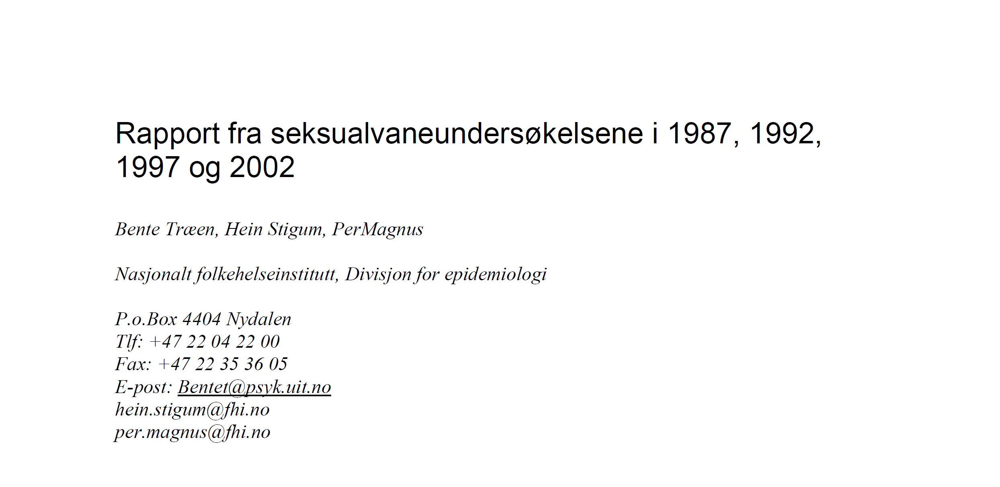 Rapport fra seksualvaneundersøkelsene i 1987, 1992,
1997 og 2002
Bente Træen, Hein Stigum, PerMagnus
Nasjonalt folkehelseinstitutt, Divisjon for epidemiologi
P.o.Box 4404 Nydalen
Tlf: +47 22 04 22 00
Fax: +47 22 35 36 05
E-post: Bentet@psyk.uit.no
hein.stigum@fhi.no
per.magnus@fhi.no